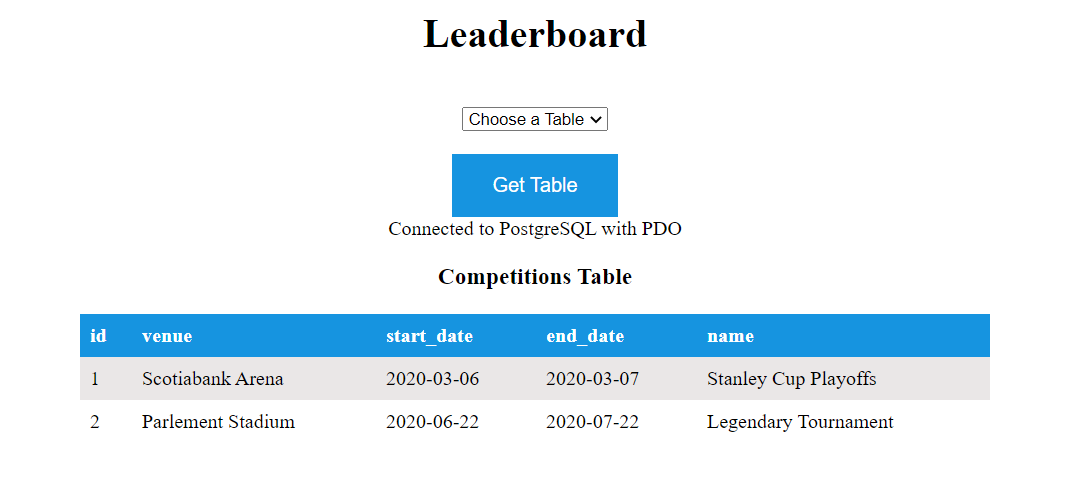 Leaderboard
Choose a Table
Get Table
Connected to PostgreSQL with PDO
Competitions Table
id venue start_date end_date name
1 Scotiabank Arena 2020-03-06 2020-03-07 Stanley Cup Playoffs
2 Parlement Stadium 2020-06-22 2020-07-22 Legendary Tournament